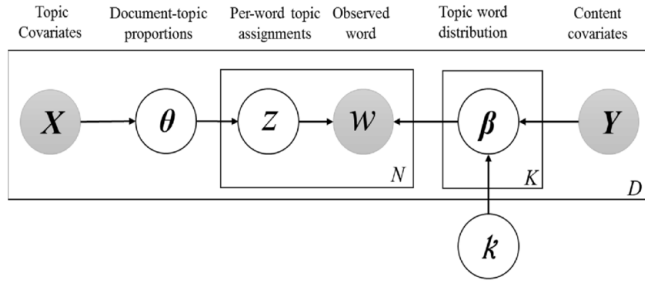 Topic Covariates
Document-topic proportions
Per-word topic assignments
Observed word
Topic word distribution
Content covariates
X
θ
z
w
β
Y
N
K
D
k